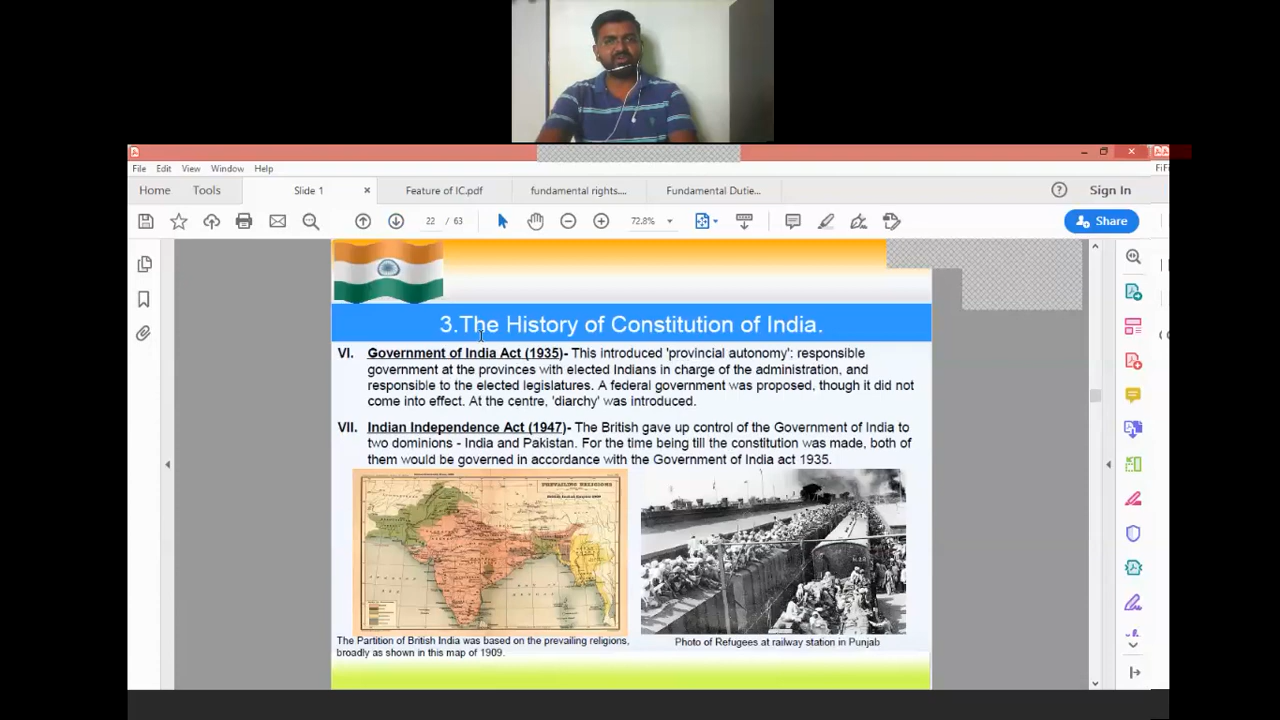 File Edit View Window Help
Home Tools Slide 1 × Feature of IC.pdf fundamental rights.... Fundamental Dutie... ? Sign In
22 / 63 72.8% Share
3.The History of Constitution of India.
VI. Government of India Act (1935)- This introduced 'provincial autonomy': responsible
government at the provinces with elected Indians in charge of the administration, and
responsible to the elected legislatures. A federal government was proposed, though it did not
come into effect. At the centre, 'diarchy' was introduced.
VII. Indian Independence Act (1947)- The British gave up control of the Government of India to
two dominions - India and Pakistan. For the time being till the constitution was made, both of
them would be governed in accordance with the Government of India act 1935.
PREVAILING RELIGIONS
The Partition of British India was based on the prevailing religions,
broadly as shown in this map of 1909.
Photo of Refugees at railway station in Punjab